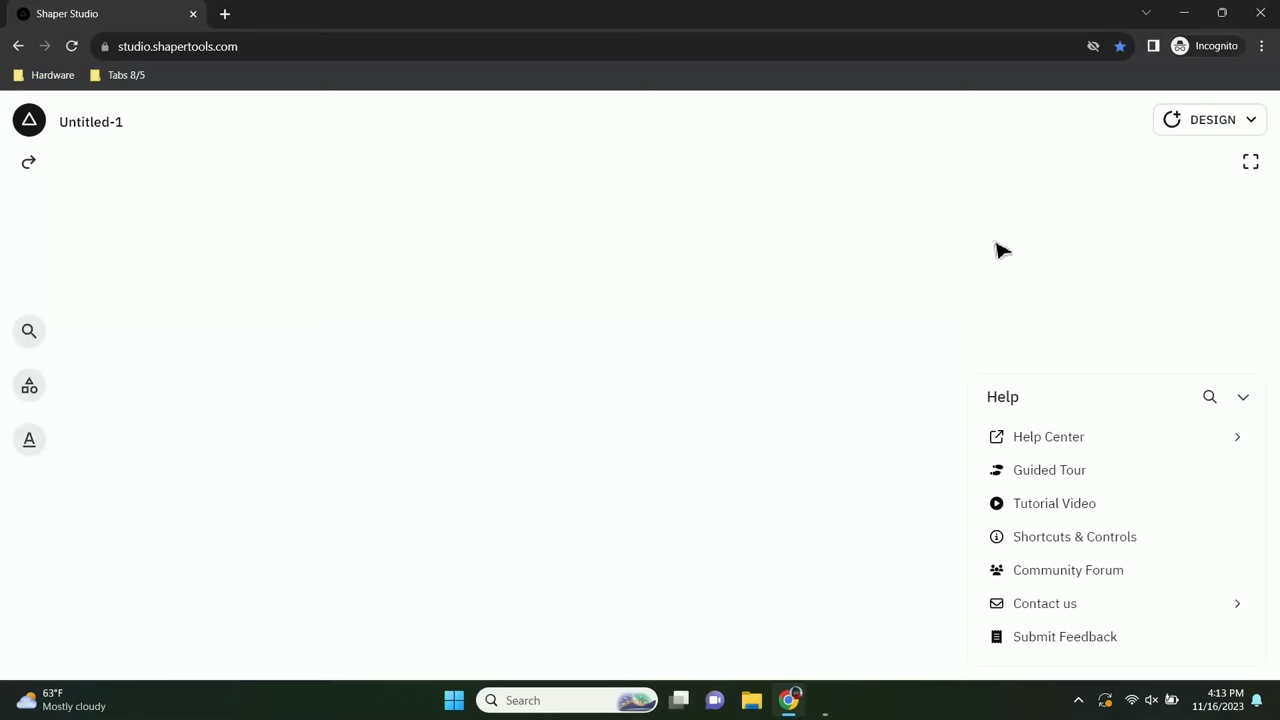 Shaper Studio
studio.shapertools.com
Incognito
Hardware
Tabs 8/5
Untitled-1
DESIGN
A
Help
Help Center
Guided Tour
Tutorial Video
Shortcuts & Controls
Community Forum
Contact us
Submit Feedback
63°F
Mostly cloudy
Search
4:13 PM
11/16/2023